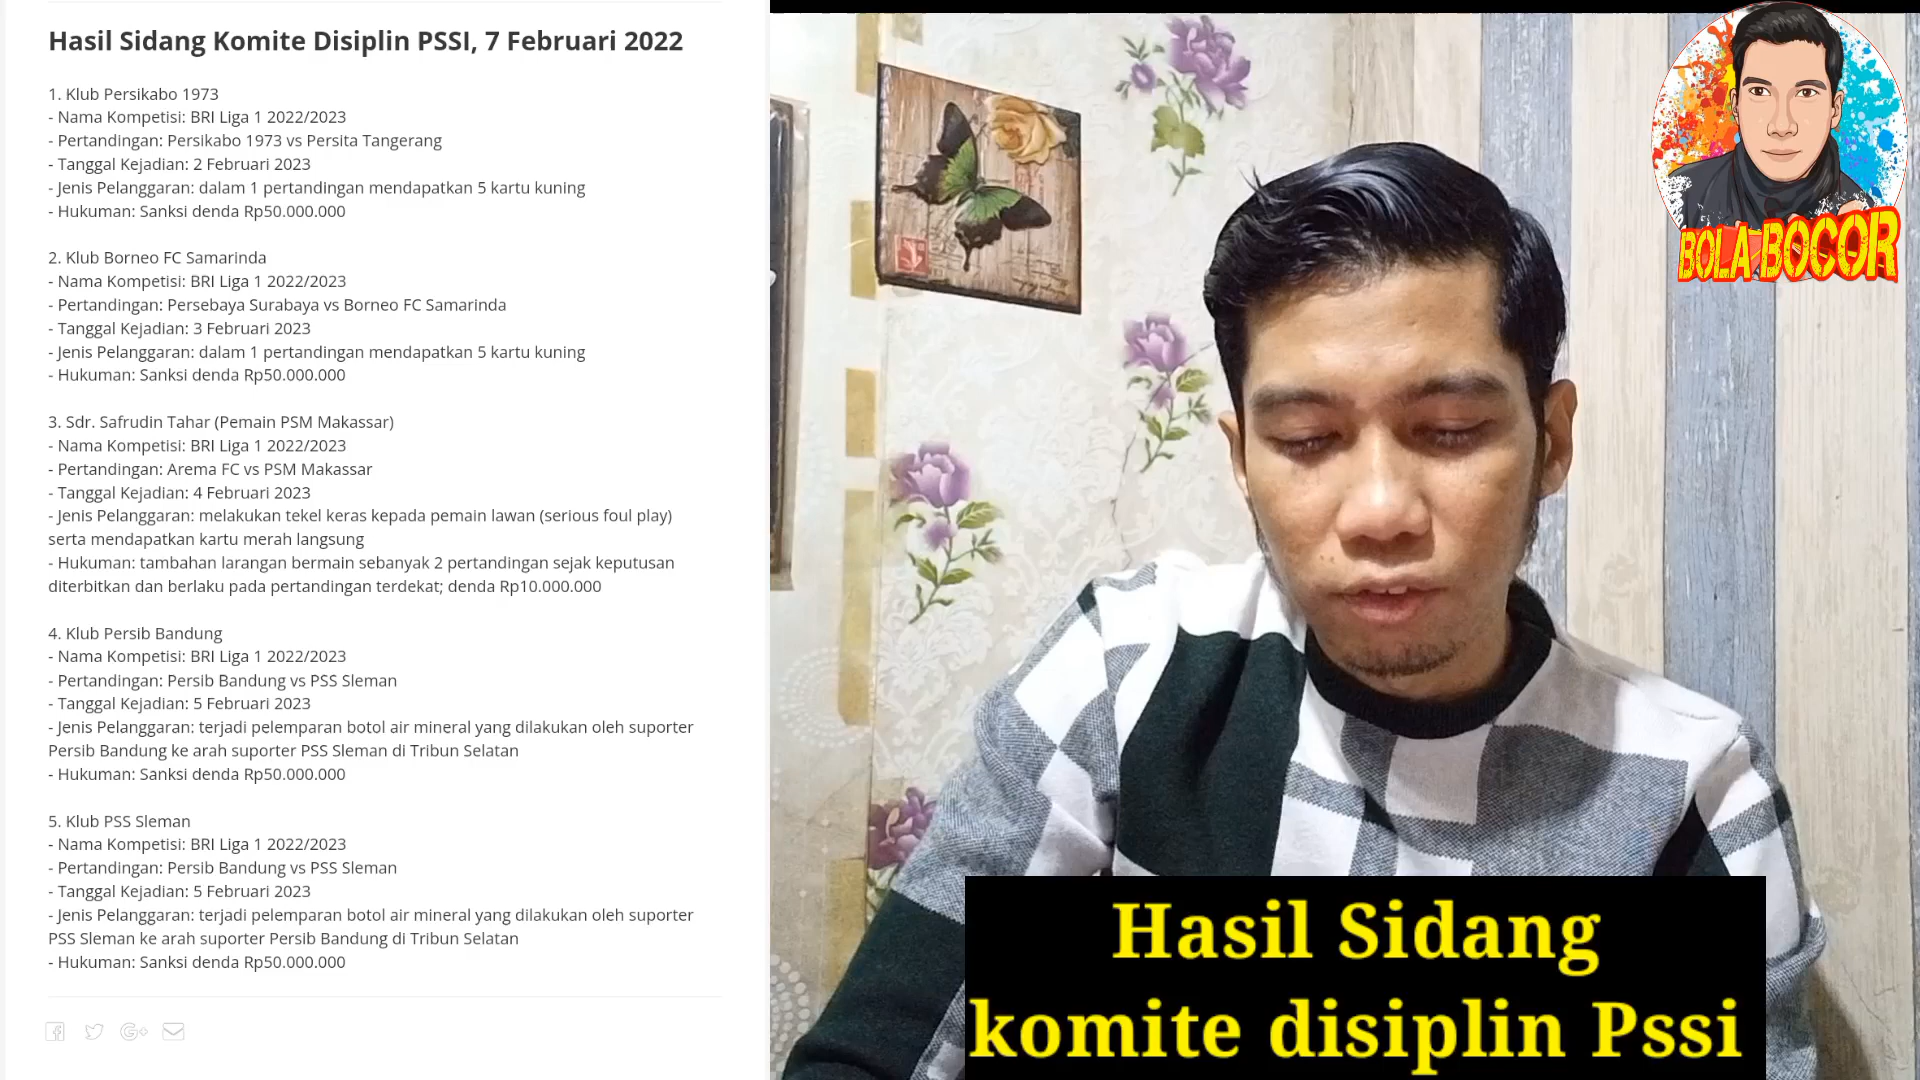 Hasil Sidang Komite Disiplin PSSI, 7 Februari 2022
1. Klub Persikabo 1973
- Nama Kompetisi: BRI Liga 1 2022/2023
- Pertandingan: Persikabo 1973 vs Persita Tangerang
- Tanggal Kejadian: 2 Februari 2023
- Jenis Pelanggaran: dalam 1 pertandingan mendapatkan 5 kartu kuning
- Hukuman: Sanksi denda Rp50.000.000
2. Klub Borneo FC Samarinda
- Nama Kompetisi: BRI Liga 1 2022/2023
- Pertandingan: Persebaya Surabaya vs Borneo FC Samarinda
- Tanggal Kejadian: 3 Februari 2023
- Jenis Pelanggaran: dalam 1 pertandingan mendapatkan 5 kartu kuning
- Hukuman: Sanksi denda Rp50.000.000
3. Sdr. Safrudin Tahar (Pemain PSM Makassar)
- Nama Kompetisi: BRI Liga 1 2022/2023
- Pertandingan: Arema FC vs PSM Makassar
- Tanggal Kejadian: 4 Februari 2023
- Jenis Pelanggaran: melakukan tekel keras kepada pemain lawan (serious foul play)
serta mendapatkan kartu merah langsung
- Hukuman: tambahan larangan bermain sebanyak 2 pertandingan sejak keputusan
diterbitkan dan berlaku pada pertandingan terdekat; denda Rp10.000.000
4. Klub Persib Bandung
- Nama Kompetisi: BRI Liga 1 2022/2023
- Pertandingan: Persib Bandung vs PSS Sleman
- Tanggal Kejadian: 5 Februari 2023
- Jenis Pelanggaran: terjadi pelemparan botol air mineral yang dilakukan oleh suporter
Persib Bandung ke arah suporter PSS Sleman di Tribun Selatan
- Hukuman: Sanksi denda Rp50.000.000
5. Klub PSS Sleman
- Nama Kompetisi: BRI Liga 1 2022/2023
- Pertandingan: Persib Bandung vs PSS Sleman
- Tanggal Kejadian: 5 Februari 2023
- Jenis Pelanggaran: terjadi pelemparan botol air mineral yang dilakukan oleh suporter
PSS Sleman ke arah suporter Persib Bandung di Tribun Selatan
- Hukuman: Sanksi denda Rp50.000.000
BOLA BOCOR
Hasil Sidang
komite disiplin Pssi